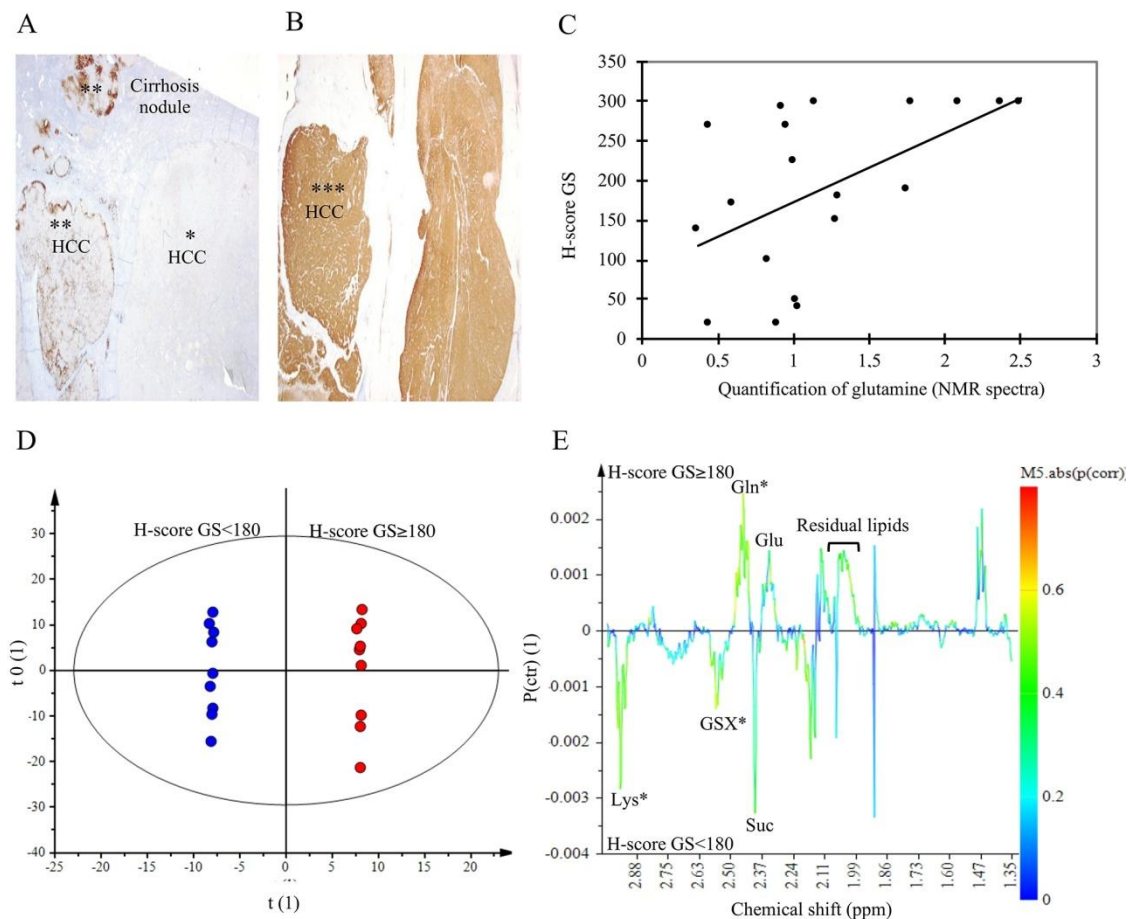 A
**
Cirrhosis
nodule
**
HCC
*
HCC
B
***
HCC
C
350
300
250
200
150
100
50
0
0
0.5
1
1.5
2
2.5
3
H-score GS
Quantification of glutamine (NMR spectra)
D
H-score GS<180
H-score GS≥180
30
20
10
0
-10
-20
-30
-40
-25
-20
-15
-10
-5
0
5
10
15
20
t 0 (1)
t (1)
E
H-score GS≥180
Gln*
Glu
Residual lipids
GSX*
Lys*
Suc
H-score GS<180
0.002
0.001
0
-0.001
-0.002
-0.003
-0.004
P(ctr) (1)
2.88
2.75
2.63
2.50
2.37
2.24
2.11
1.99
1.86
1.73
1.60
1.47
1.35
Chemical shift (ppm)
M5.abs(p(corr))
0.6
0.4
0.2
0